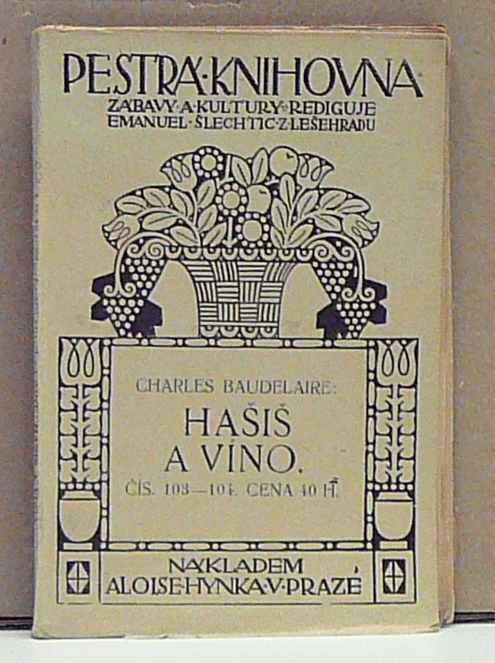 PESTRÁ·KNIHOVNA
ZÁBAVY·A·KULTURY·REDIGUJE
EMANUEL·ŠLECHTIC·Z·LEŠEHRADU
CHARLES BAUDELAIRE:
HAŠIŠ
A VÍNO.
ČÍS. 103—104. CENA 40 H.
NÁKLADEM
ALOISE·HYNKA·V·PRAZE